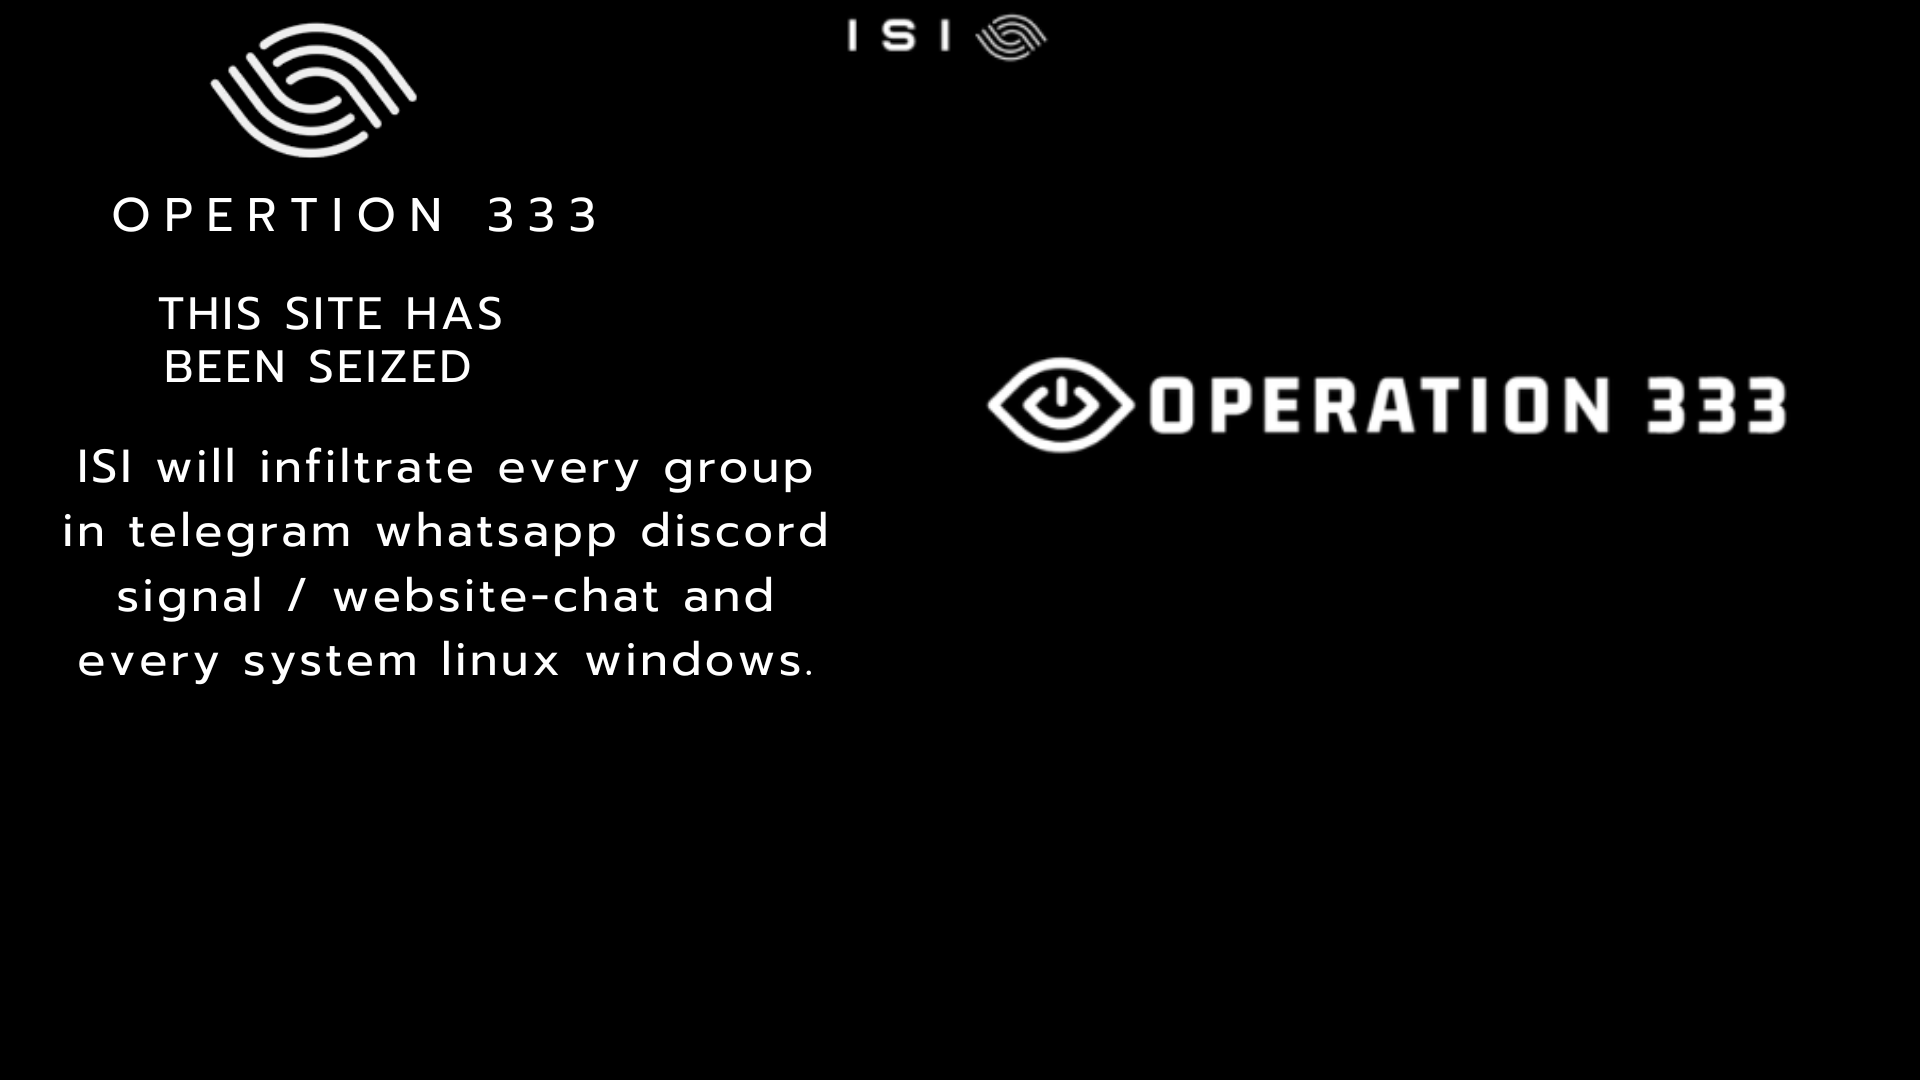 ISI
OPERTION 333
THIS SITE HAS
BEEN SEIZED
ISI will infiltrate every group
in telegram whatsapp discord
signal / website-chat and
every system linux windows.
OPERATION 333